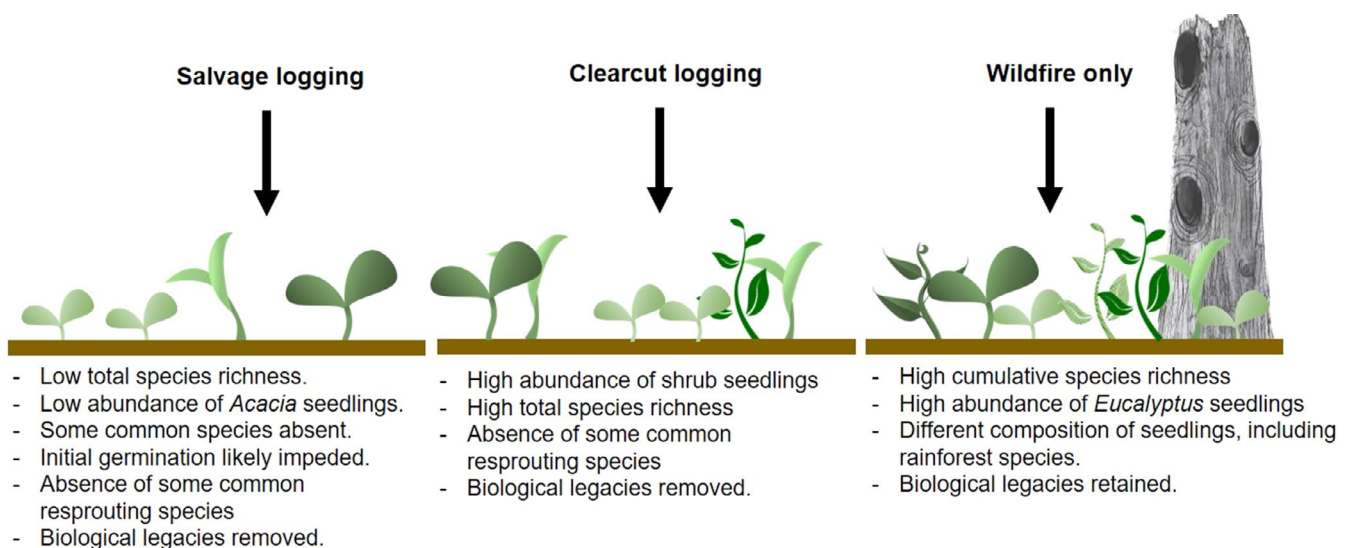 Salvage logging
Clearcut logging
Wildfire only
- Low total species richness.
- Low abundance of Acacia seedlings.
- Some common species absent.
- Initial germination likely impeded.
- Absence of some common
resprouting species
- Biological legacies removed.
- High abundance of shrub seedlings
- High total species richness
- Absence of some common
resprouting species
- Biological legacies removed.
- High cumulative species richness
- High abundance of Eucalyptus seedlings
- Different composition of seedlings, including
rainforest species.
- Biological legacies retained.